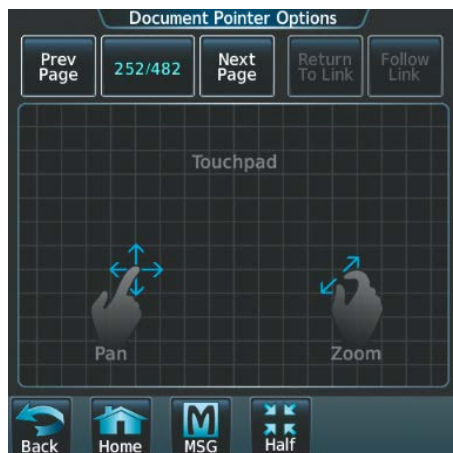 Document Pointer Options
Prev
Page
252/482
Next
Page
Return
To Link
Follow
Link
Touchpad
Pan
Zoom
Back
Home
MSG
Half